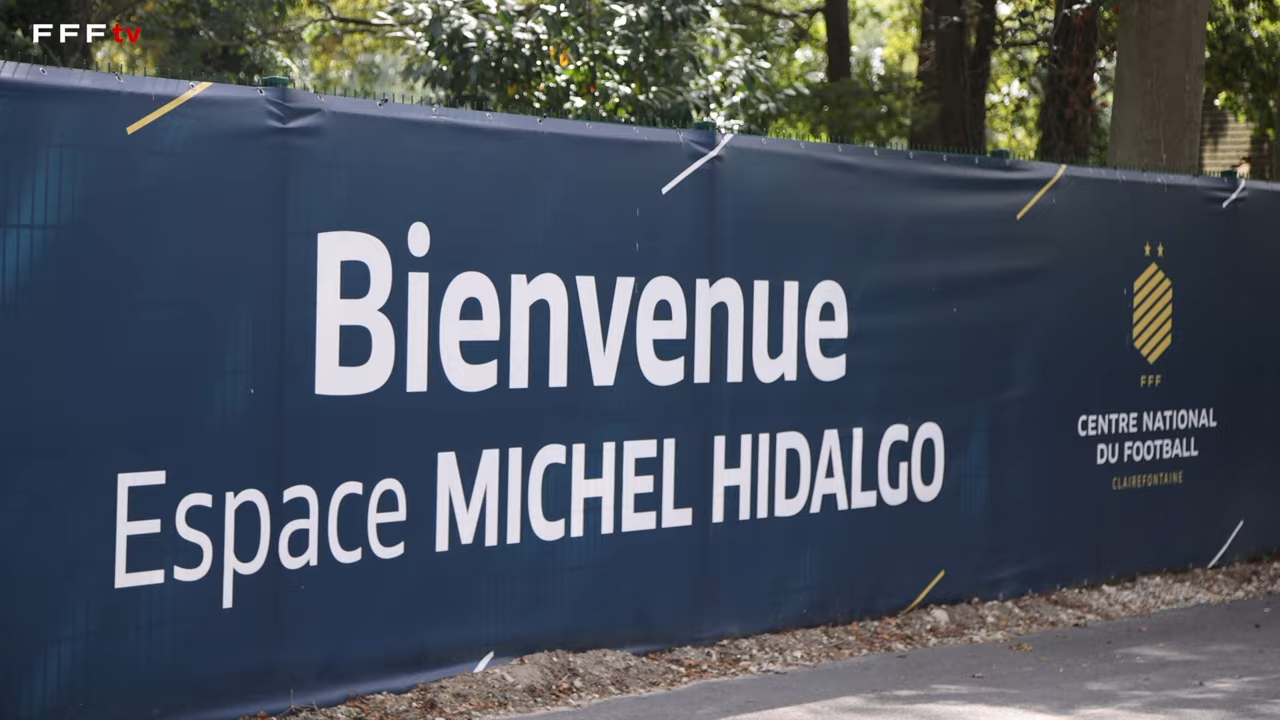 FFFtv
Bienvenue
Espace MICHEL HIDALGO
FFF
CENTRE NATIONAL
DU FOOTBALL
CLAIREFONTAINE